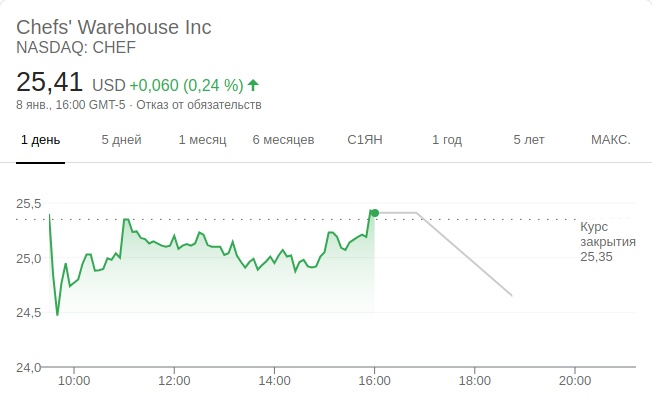 Chefs' Warehouse Inc
NASDAQ: CHEF
25,41 USD +0,060 (0,24 %)
8 янв., 16:00 GMT-5 · Отказ от обязательств
1 день 5 дней 1 месяц 6 месяцев С1ЯН 1 год 5 лет МАКС.
25,5
Курс
закрытия
25,35
25,0
24,5
24,0
10:00 12:00 14:00 16:00 18:00 20:00